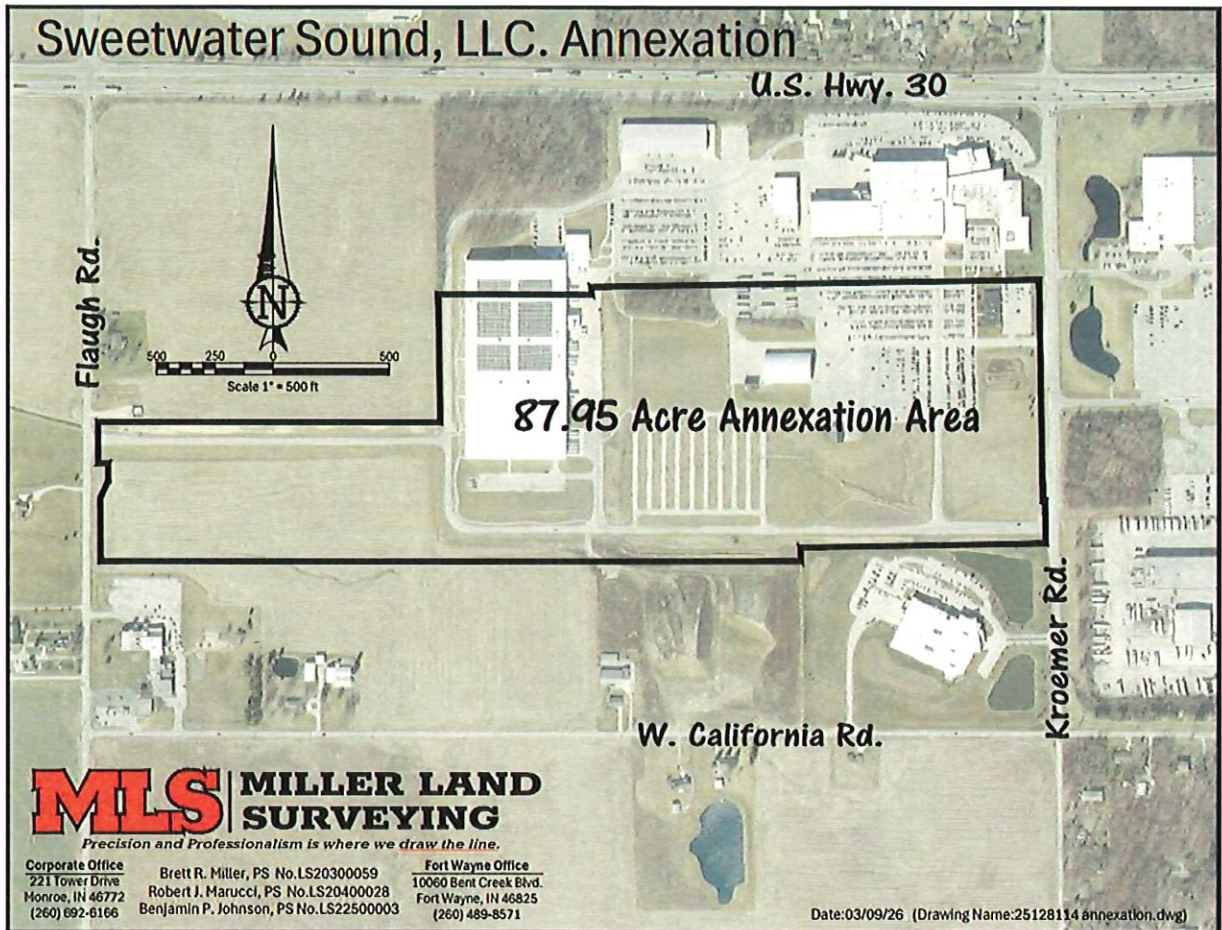 Sweetwater Sound, LLC. Annexation
U.S. Hwy. 30
Flaugh Rd.
N
500 250 0 500
Scale 1" = 500 ft
87.95 Acre Annexation Area
Kroemer Rd.
W. California Rd.
MLS MILLER LAND
SURVEYING
Precision and Professionalism is where we draw the line.
Corporate Office
221 Tower Drive
Monroe, IN 46772
(260) 692-6166
Brett R. Miller, PS No.LS20300059
Robert J. Marucci, PS No.LS20400028
Benjamin P. Johnson, PS No.LS22500003
Fort Wayne Office
10060 Bent Creek Blvd.
Fort Wayne, IN 46825
(260) 489-8571
Date:03/09/26 (Drawing Name:25128114 annexation.dwg)